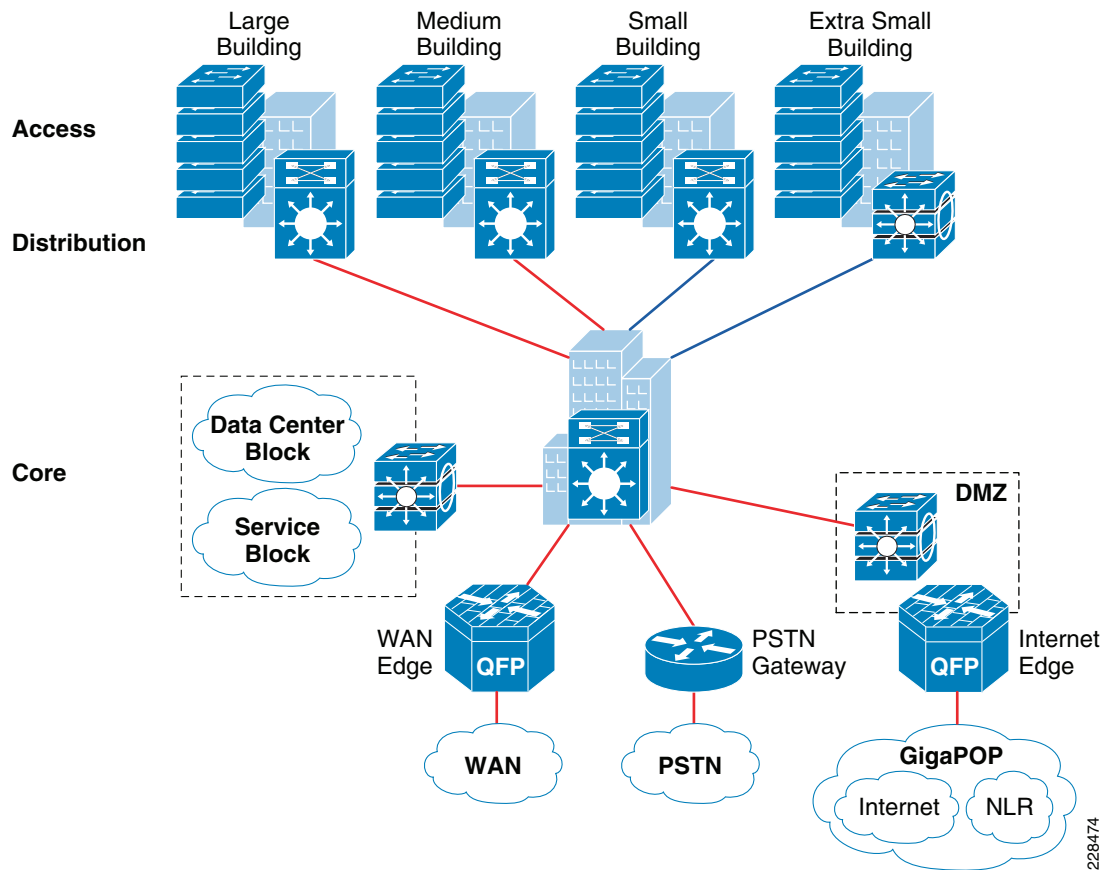 Large
Building
Medium
Building
Small
Building
Extra Small
Building
Access
Distribution
Core
Data Center
Block
Service
Block
DMZ
WAN
Edge
QFP
PSTN
Gateway
QFP
Internet
Edge
WAN
PSTN
GigaPOP
Internet
NLR
228474